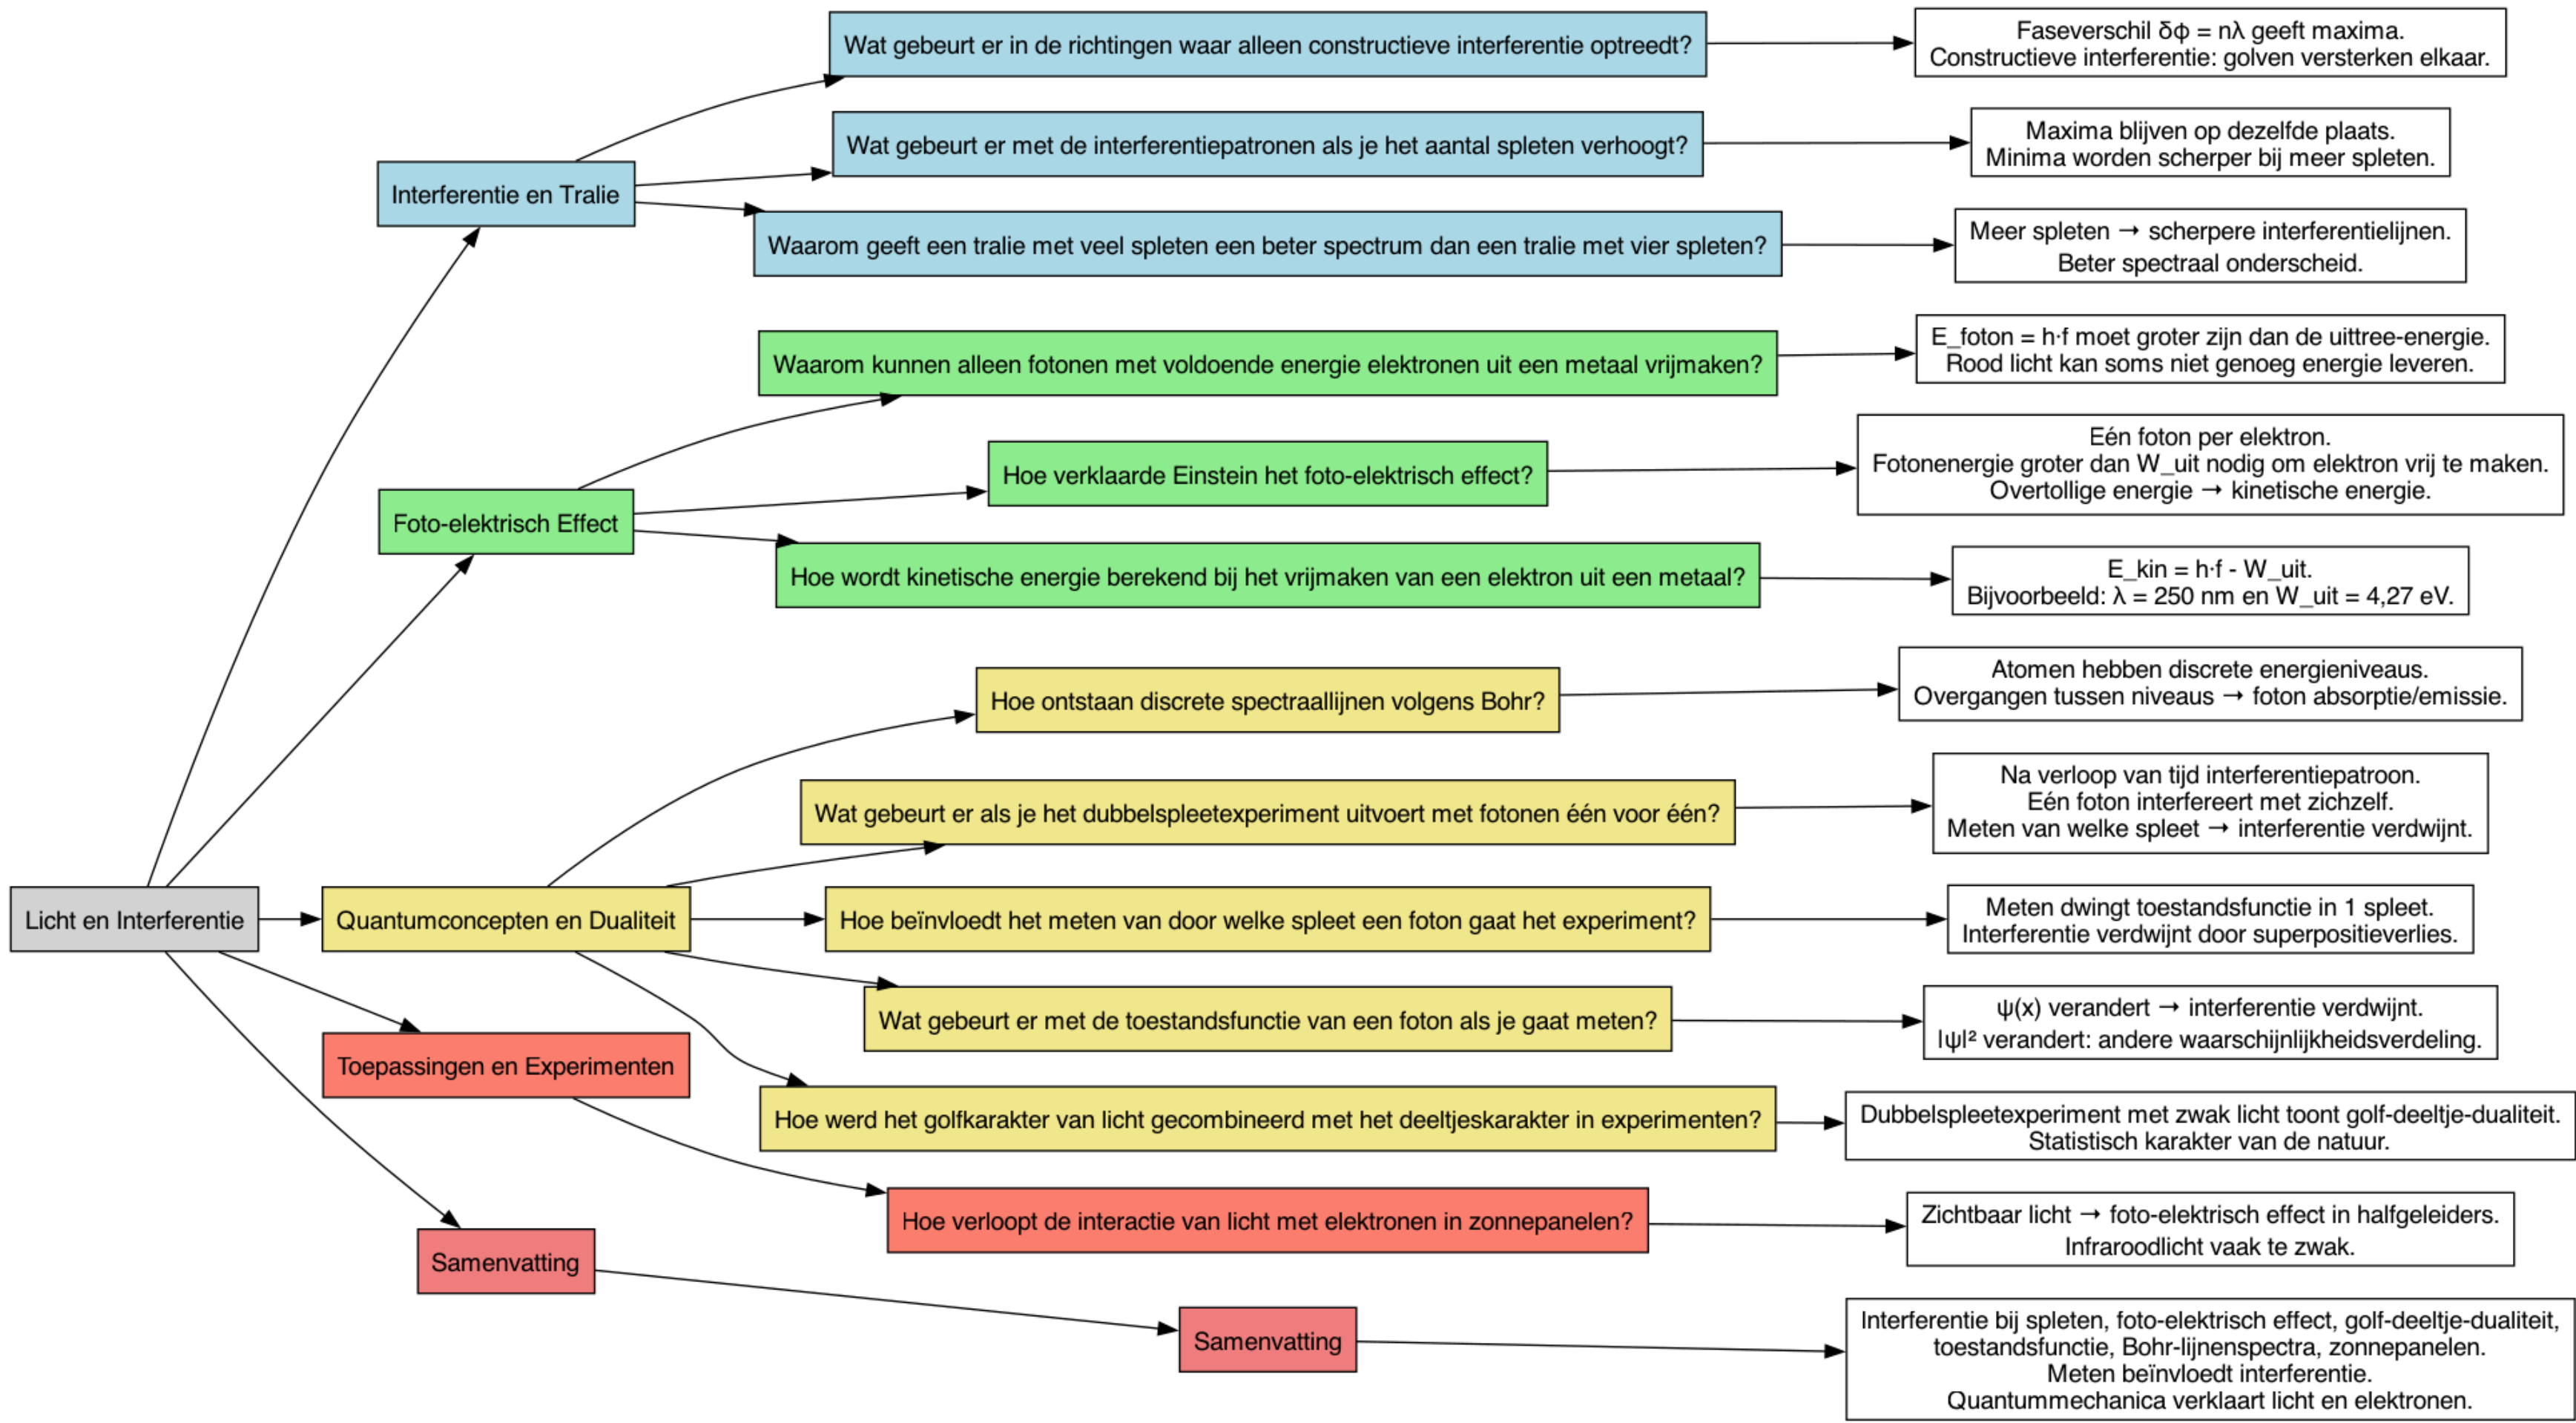 Licht en Interferentie
Interferentie en Tralie
Wat gebeurt er in de richtingen waar alleen constructieve interferentie optreedt?
Faseverschil δϕ = nλ geeft maxima.
Constructieve interferentie: golven versterken elkaar.
Wat gebeurt er met de interferentiepatronen als je het aantal spleten verhoogt?
Maxima blijven op dezelfde plaats.
Minima worden scherper bij meer spleten.
Waarom geeft een tralie met veel spleten een beter spectrum dan een tralie met vier spleten?
Meer spleten → scherpere interferentielijnen.
Beter spectraal onderscheid.
Foto-elektrisch Effect
Waarom kunnen alleen fotonen met voldoende energie elektronen uit een metaal vrijmaken?
E_foton = h·f moet groter zijn dan de uittree-energie.
Rood licht kan soms niet genoeg energie leveren.
Hoe verklaarde Einstein het foto-elektrisch effect?
Eén foton per elektron.
Fotonenergie groter dan W_uit nodig om elektron vrij te maken.
Overtollige energie → kinetische energie.
Hoe wordt kinetische energie berekend bij het vrijmaken van een elektron uit een metaal?
E_kin = h·f - W_uit.
Bijvoorbeeld: λ = 250 nm en W_uit = 4,27 eV.
Quantumconcepten en Dualiteit
Hoe ontstaan discrete spectraallijnen volgens Bohr?
Atomen hebben discrete energieniveaus.
Overgangen tussen niveaus → foton absorptie/emissie.
Wat gebeurt er als je het dubbelspleetexperiment uitvoert met fotonen één voor één?
Na verloop van tijd interferentiepatroon.
Eén foton interfereert met zichzelf.
Meten van welke spleet → interferentie verdwijnt.
Hoe beïnvloedt het meten van door welke spleet een foton gaat het experiment?
Meten dwingt toestandsfunctie in 1 spleet.
Interferentie verdwijnt door superpositieverlies.
Wat gebeurt er met de toestandsfunctie van een foton als je gaat meten?
ψ(x) verandert → interferentie verdwijnt.
|ψ|² verandert: andere waarschijnlijkheidsverdeling.
Hoe werd het golfkarakter van licht gecombineerd met het deeltjeskarakter in experimenten?
Dubbelspleetexperiment met zwak licht toont golf-deeltje-dualiteit.
Statistisch karakter van de natuur.
Toepassingen en Experimenten
Hoe verloopt de interactie van licht met elektronen in zonnepanelen?
Zichtbaar licht → foto-elektrisch effect in halfgeleiders.
Infraroodlicht vaak te zwak.
Samenvatting
Samenvatting
Interferentie bij spleten, foto-elektrisch effect, golf-deeltje-dualiteit,
toestandsfunctie, Bohr-lijnenspectra, zonnepanelen.
Meten beïnvloedt interferentie.
Quantummechanica verklaart licht en elektronen.